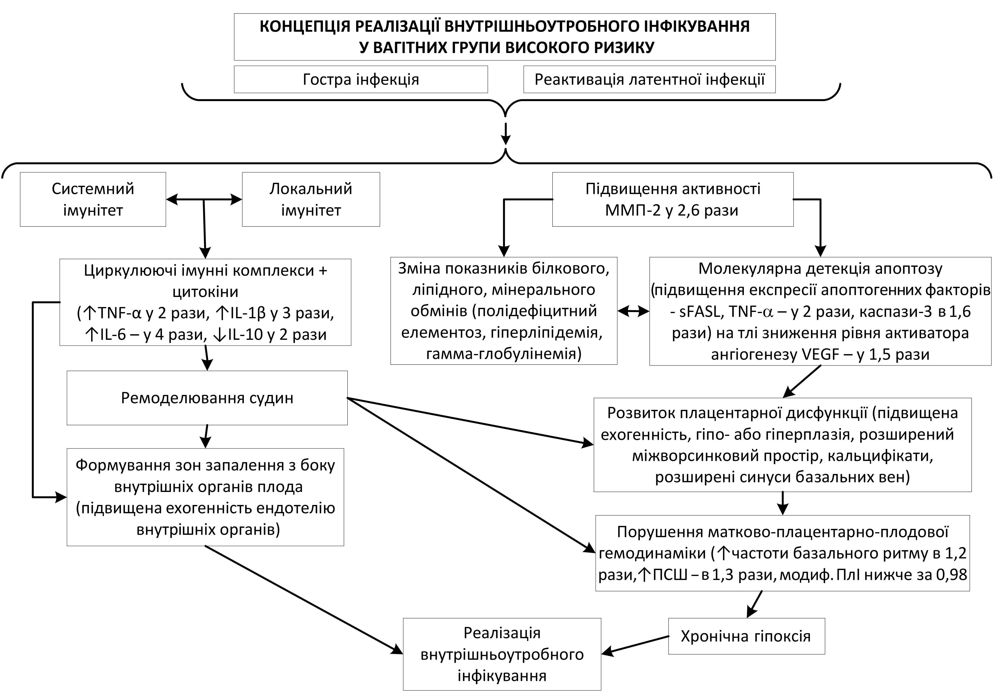 КОНЦЕПЦІЯ РЕАЛІЗАЦІЇ ВНУТРІШНЬОУТРОБНОГО ІНФІКУВАННЯ
У ВАГІТНИХ ГРУПИ ВИСОКОГО РИЗИКУ
Гостра інфекція
Реактивація латентної інфекції
Системний
імунітет
Локальний
імунітет
Підвищення активності
ММП-2 у 2,6 рази
Циркулюючі імунні комплекси +
цитокіни
(↑TNF-α у 2 рази, ↑IL-1β у 3 рази,
↑IL-6 – у 4 рази, ↓IL-10 у 2 рази
Зміна показників білкового,
ліпідного, мінерального
обмінів (полідефіцитний
елементоз, гіперліпідемія,
гамма-глобулінемія)
Молекулярна детекція апоптозу
(підвищення експресії апоптогенних факторів
- sFASL, TNF-α – у 2 рази, каспази-3 в 1,6
рази) на тлі зниження рівня активатора
ангіогенезу VEGF – у 1,5 рази
Ремоделювання судин
Розвиток плацентарної дисфункції (підвищена
ехогенність, гіпо- або гіперплазія, розширений
міжворсинковий простір, кальцифікати,
розширені синуси базальних вен)
Формування зон запалення з боку
внутрішніх органів плода
(підвищена ехогенність ендотелію
внутрішніх органів)
Порушення матково-плацентарно-плодової
гемодинаміки (↑частоти базального ритму в 1,2
рази,↑ПСШ – в 1,3 рази, модиф. ПлІ нижче за 0,98
Хронічна гіпоксія
Реалізація
внутрішньоутробного
інфікування